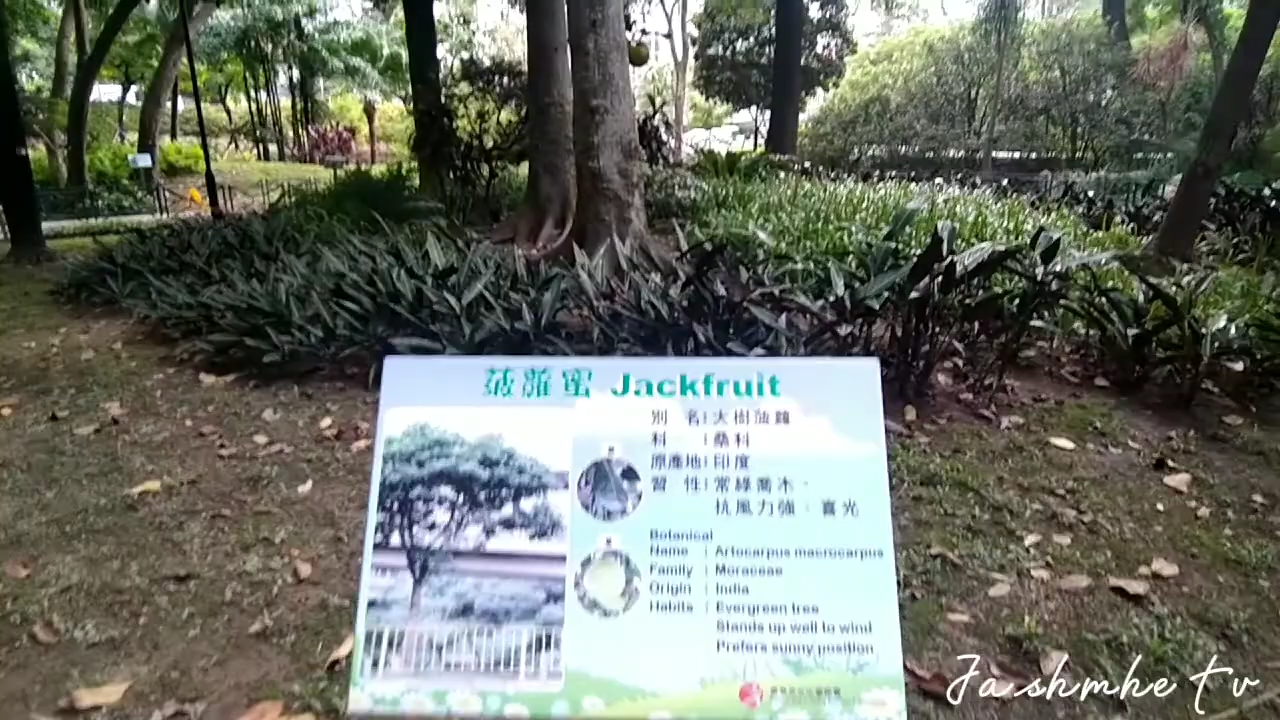 菠蘿蜜 Jackfruit
別 名：大樹菠蘿
科 ：桑科
原產地：印度
習 性：常綠喬木，
抗風力強，喜光
Botanical
Name : Artocarpus macrocarpus
Family : Moraceae
Origin : India
Habits : Evergreen tree
Stands up well to wind
Prefers sunny position
Jashmhe tv